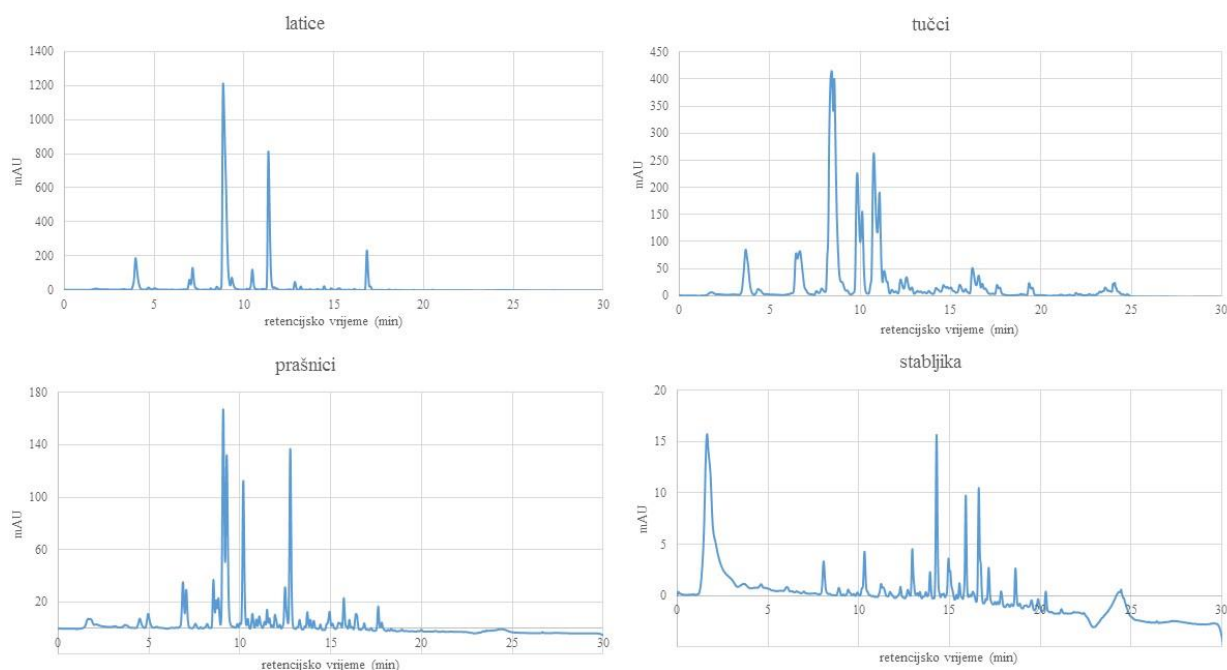 latice
1400
1200
1000
800
600
400
200
0
mAU
0 5 10 15 20 25 30
retencijsko vrijeme (min)
tučci
450
400
350
300
250
200
150
100
50
0
mAU
0 5 10 15 20 25 30
retencijsko vrijeme (min)
prašnici
180
140
100
60
20
mAU
0 5 10 15 20 25 30
retencijsko vrijeme (min)
stabljika
20
15
10
5
0
mAU
0 5 10 15 20 25 30
retencijsko vrijeme (min)